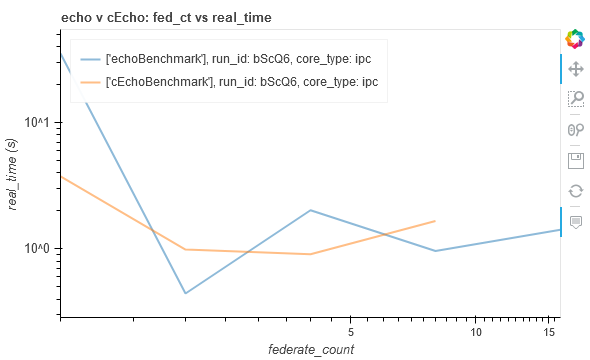 echo v cEcho: fed_ct vs real_time
['echoBenchmark'], run_id: bScQ6, core_type: ipc
['cEchoBenchmark'], run_id: bScQ6, core_type: ipc
10^1
10^0
real_time (s)
5
10
15
federate_count